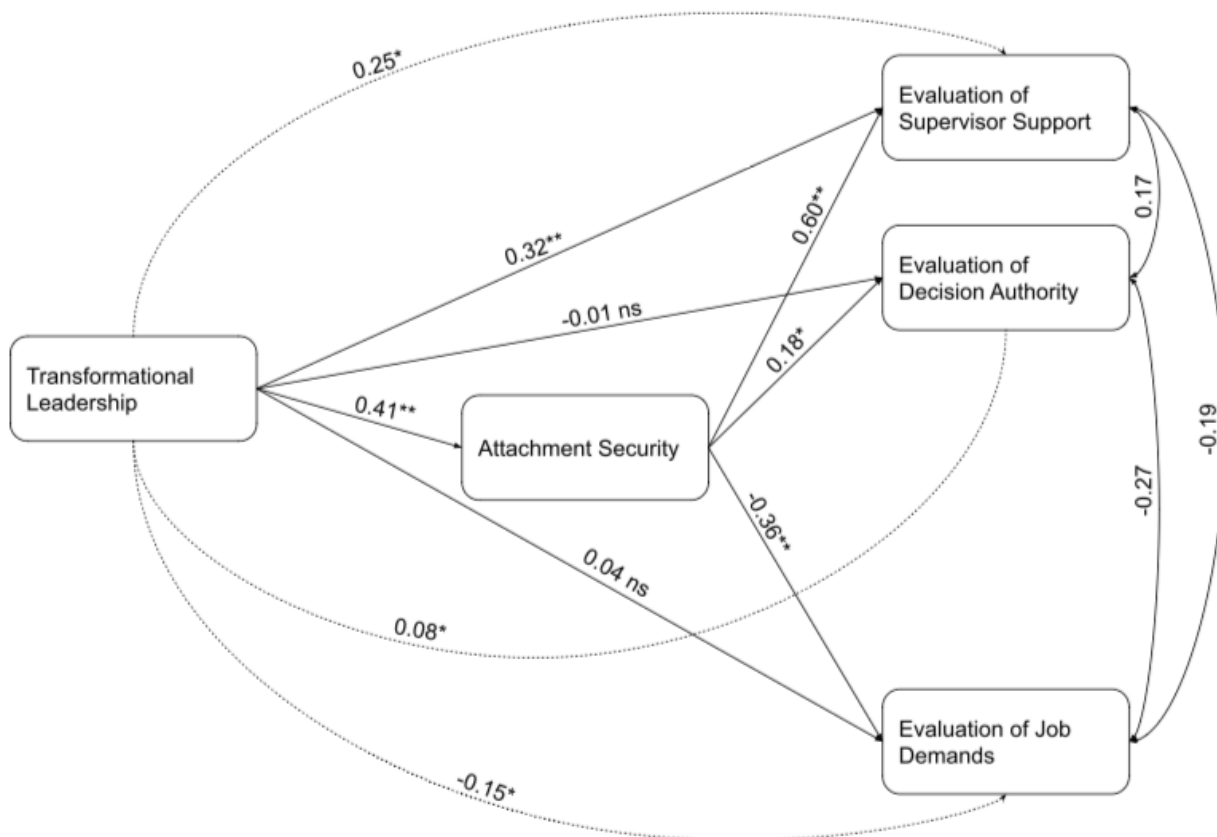 0.25*
Evaluation of
Supervisor Support
0.32**
0.60**
0.17
Evaluation of
Decision Authority
-0.01 ns
0.18*
Transformational
Leadership
0.41**
Attachment Security
-0.19
-0.27
-0.36**
0.04 ns
0.08*
Evaluation of Job
Demands
-0.15*